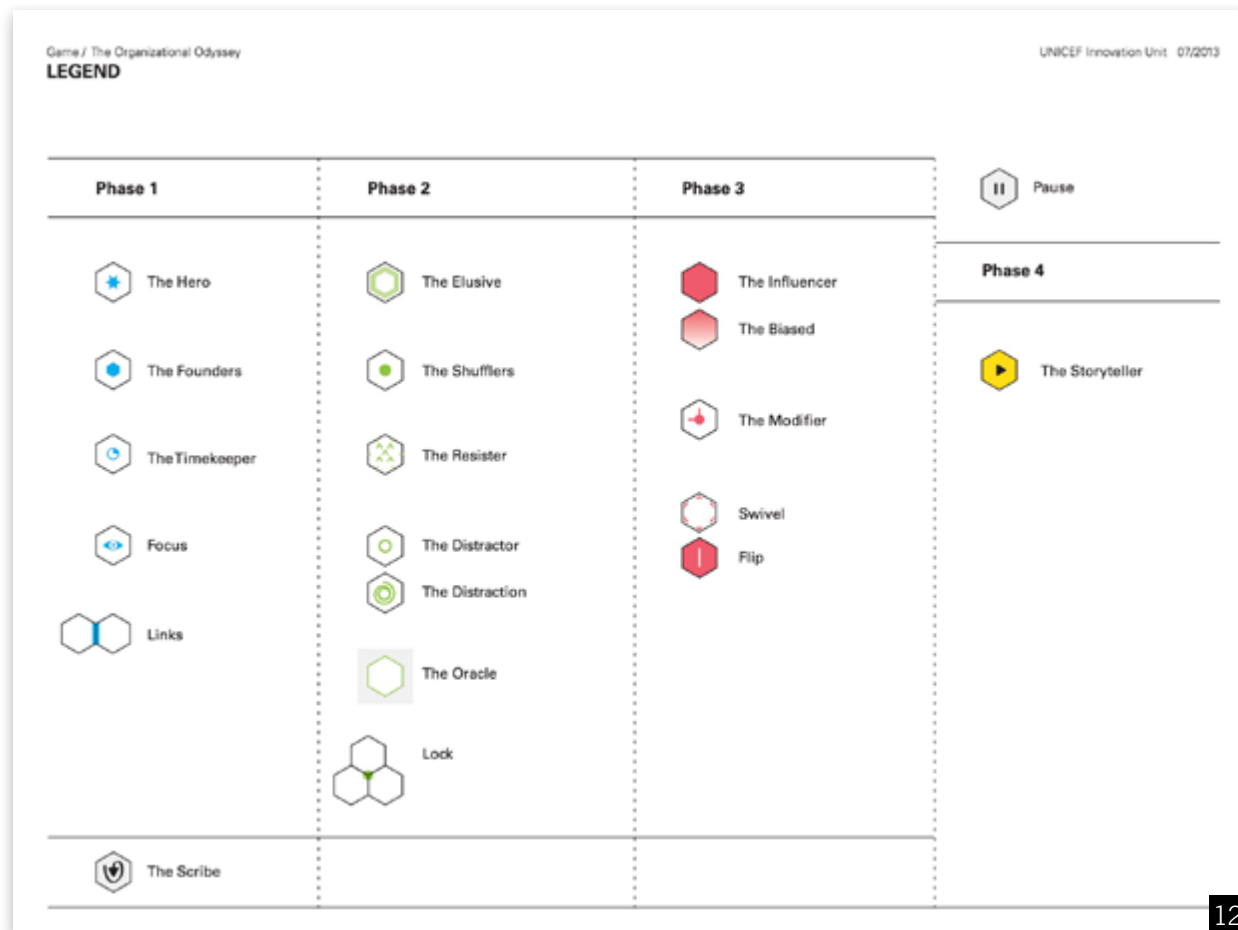 Game / The Organizational Odyssey
LEGEND
UNICEF Innovation Unit 07/2013
Phase 1
The Hero
The Founders
The Timekeeper
Focus
Links
The Scribe
Phase 2
The Elusive
The Shufflers
The Resister
The Distractor
The Distraction
The Oracle
Lock
Phase 3
The Influencer
The Biased
The Modifier
Swivel
Flip
Pause
Phase 4
The Storyteller
12